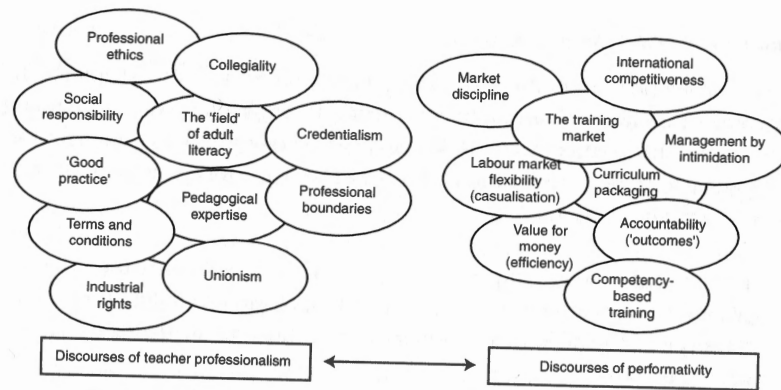 Professional
ethics
Collegiality
Social
responsibility
The 'field'
of adult
literacy
Credentialism
'Good
practice'
Pedagogical
expertise
Professional
boundaries
Terms and
conditions
Unionism
Industrial
rights
International
competitiveness
Market
discipline
The training
market
Management by
intimidation
Labour market
flexibility
(casualisation)
Curriculum
packaging
Accountability
('outcomes')
Value for
money
(efficiency)
Competency-
based
training
Discourses of teacher professionalism
Discourses of performativity